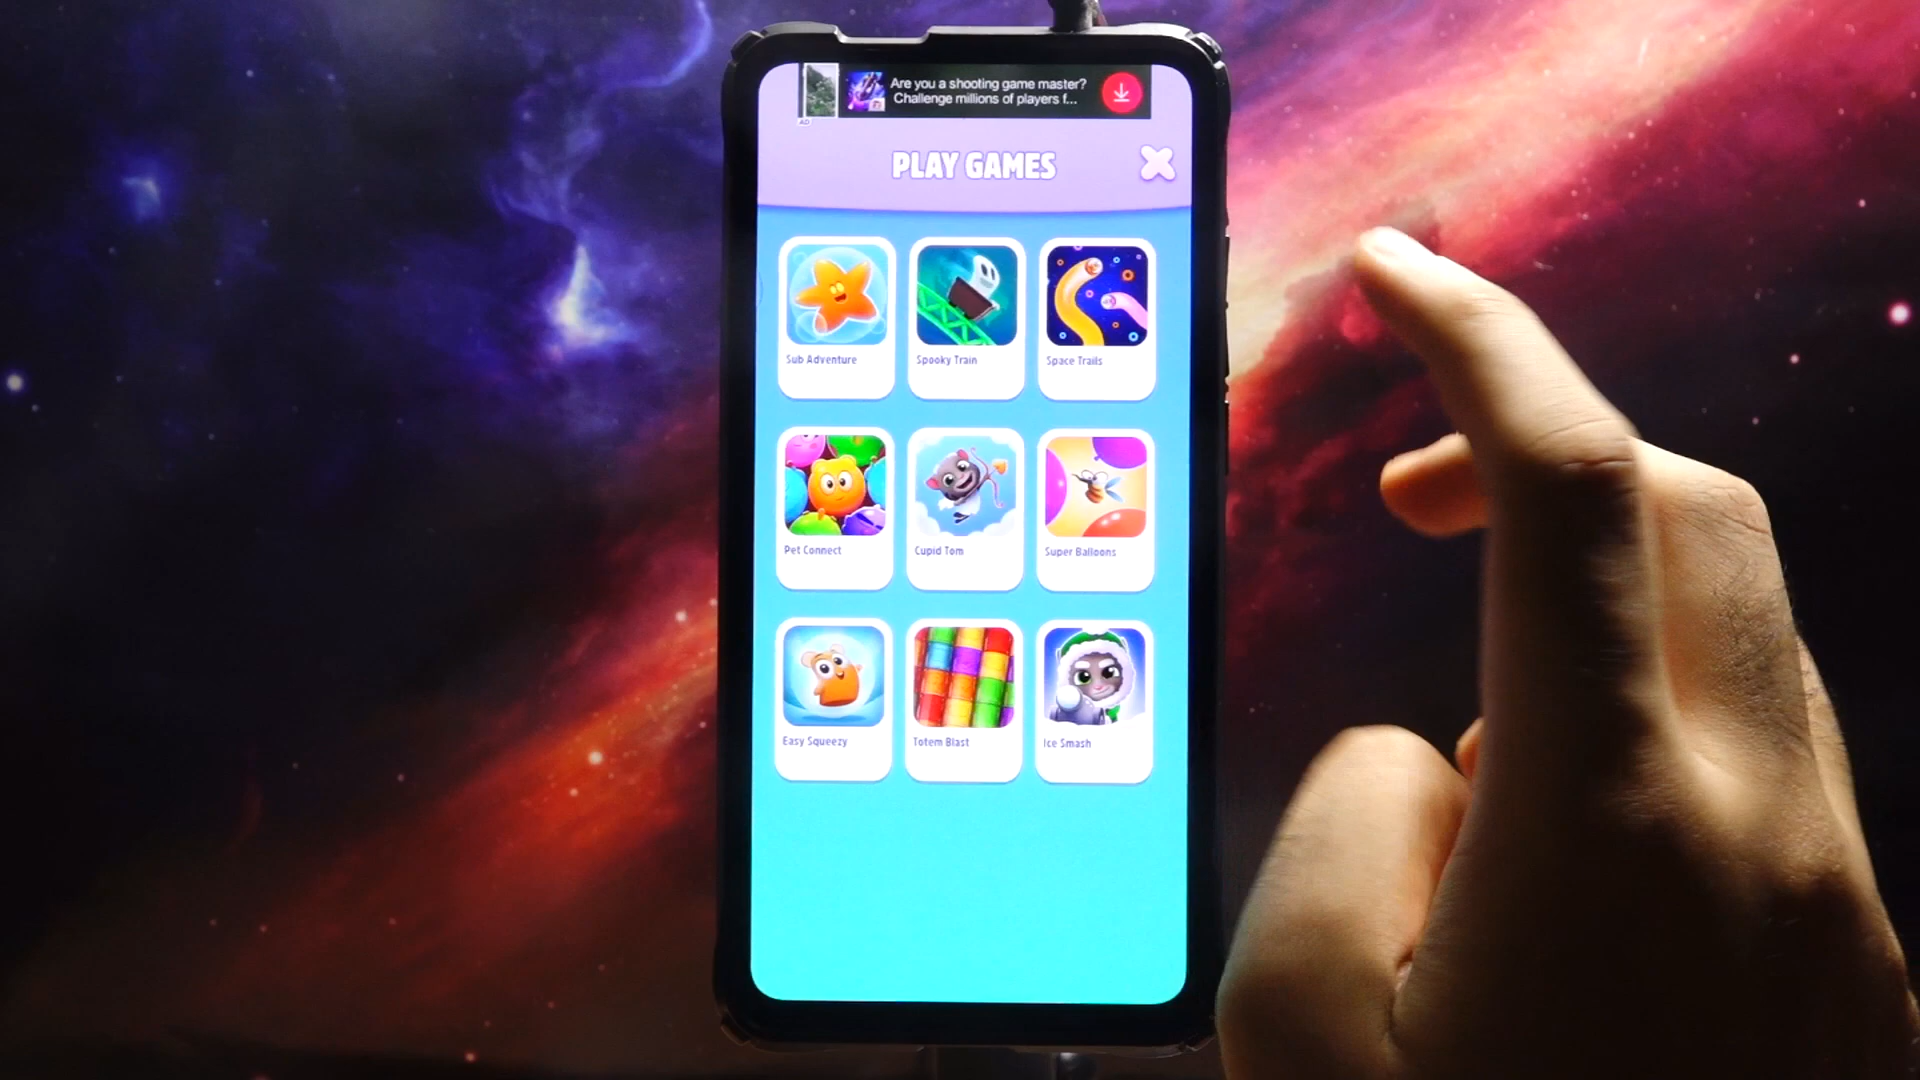 Are you a shooting game master?
Challenge millions of players f...
AD
PLAY GAMES
Sub Adventure
Spooky Train
Space Trails
Pet Connect
Cupid Tom
Super Balloons
Easy Squeezy
Totem Blast
Ice Smash